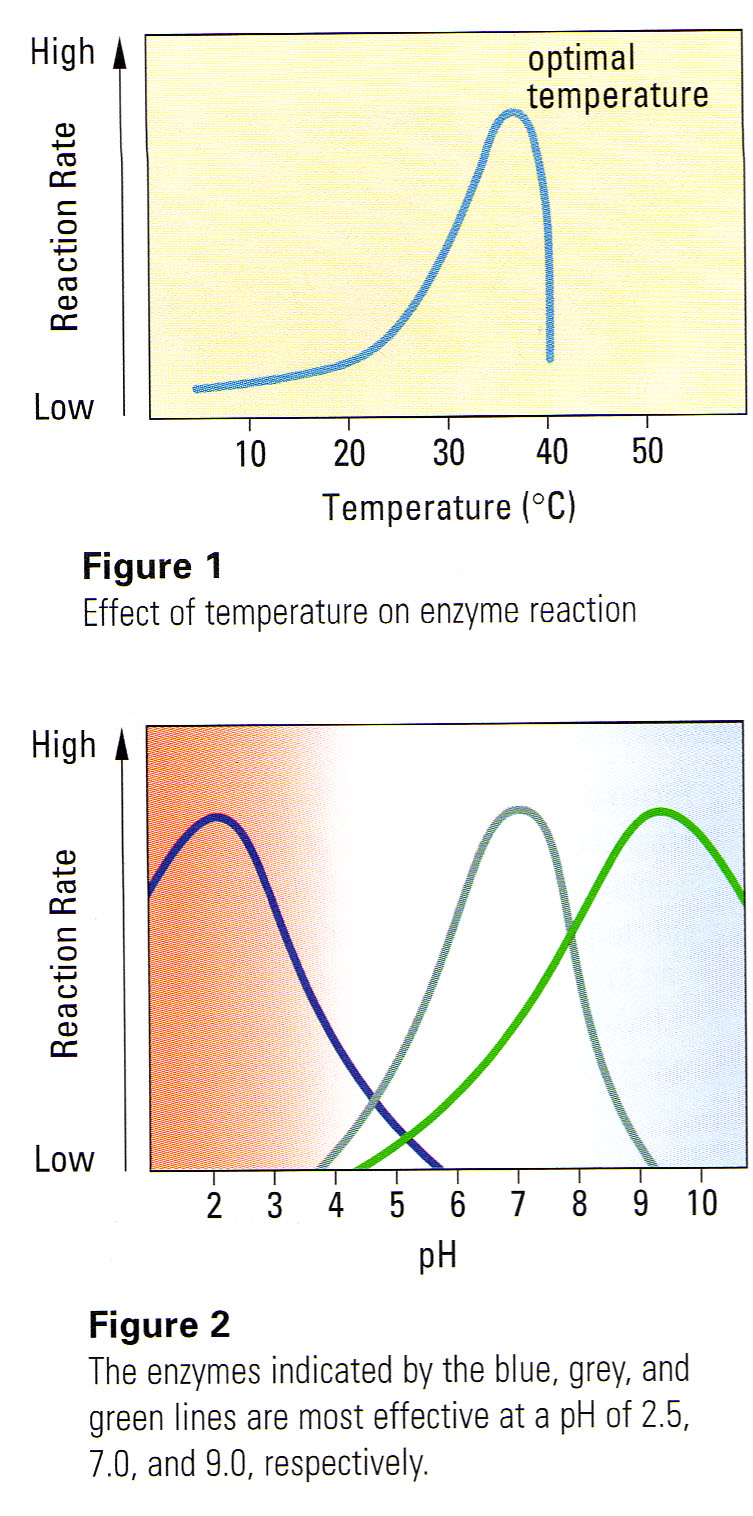 High
optimal
temperature
Reaction Rate
Low
10 20 30 40 50
Temperature (°C)
Figure 1
Effect of temperature on enzyme reaction
High
Reaction Rate
Low
2 3 4 5 6 7 8 9 10
pH
Figure 2
The enzymes indicated by the blue, grey, and
green lines are most effective at a pH of 2.5,
7.0, and 9.0, respectively.